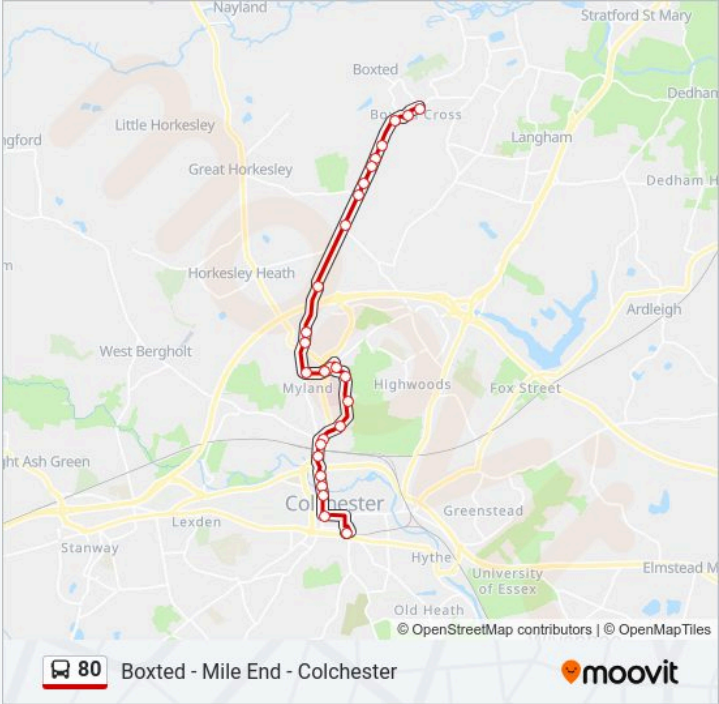 Nayland
Stratford St Mary
Boxted
Dedham
Little Horkesley
Langham
ngford
Great Horkesley
Dedham H
m
Horkesley Heath
Ardleigh
West Bergholt
Myland
Highwoods
Fox Street
ght Ash Green
Colchester
Greenstead
Lexden
Stanway
Hythe
University
of Essex
Elmstead M
Old Heath
© OpenStreetMap contributors | © OpenMapTiles
80 Boxted - Mile End - Colchester
moovit